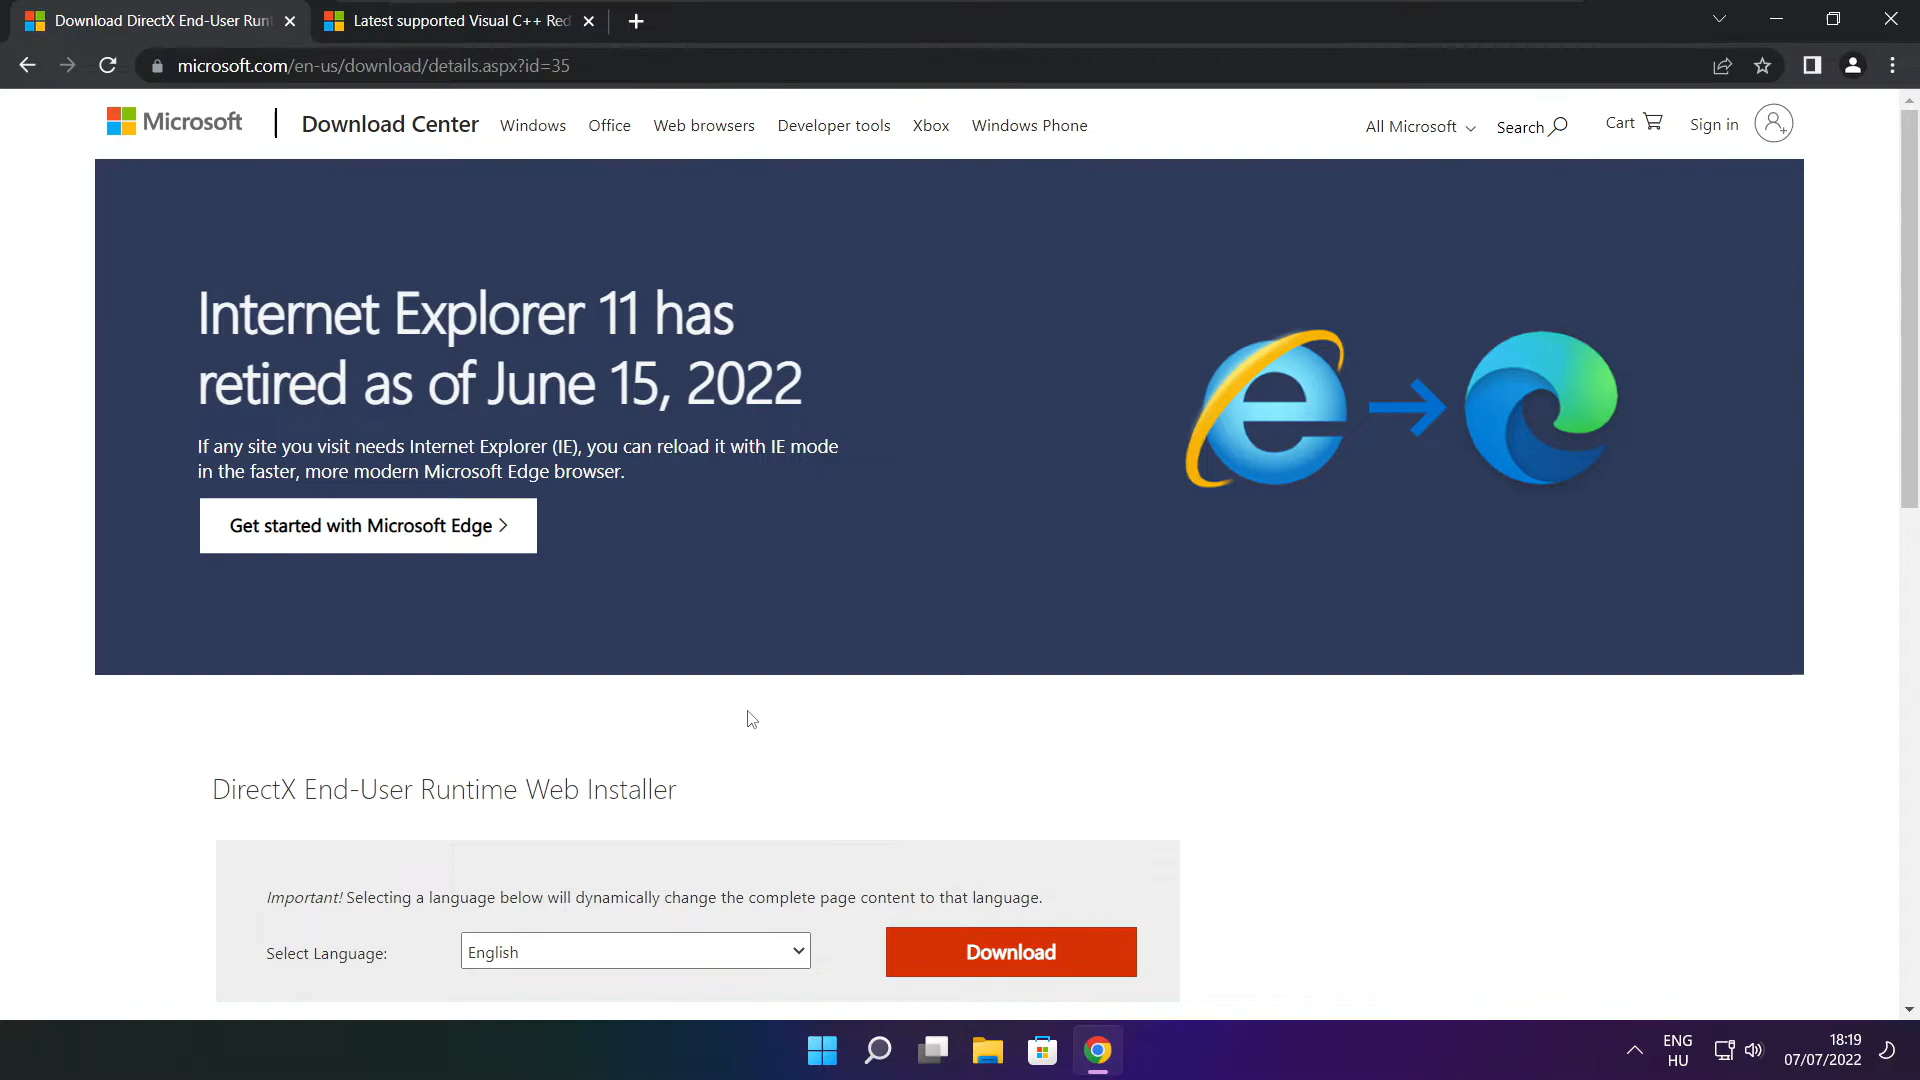 Download DirectX End-User Runt
Latest supported Visual C++ Red
microsoft.com/en-us/download/details.aspx?id=35
Microsoft
Download Center
Windows
Office
Web browsers
Developer tools
Xbox
Windows Phone
All Microsoft
Search
Cart
Sign in
Internet Explorer 11 has
retired as of June 15, 2022
If any site you visit needs Internet Explorer (IE), you can reload it with IE mode
in the faster, more modern Microsoft Edge browser.
Get started with Microsoft Edge >
DirectX End-User Runtime Web Installer
Important! Selecting a language below will dynamically change the complete page content to that language.
Select Language:
English
Download
ENG
HU
18:19
07/07/2022